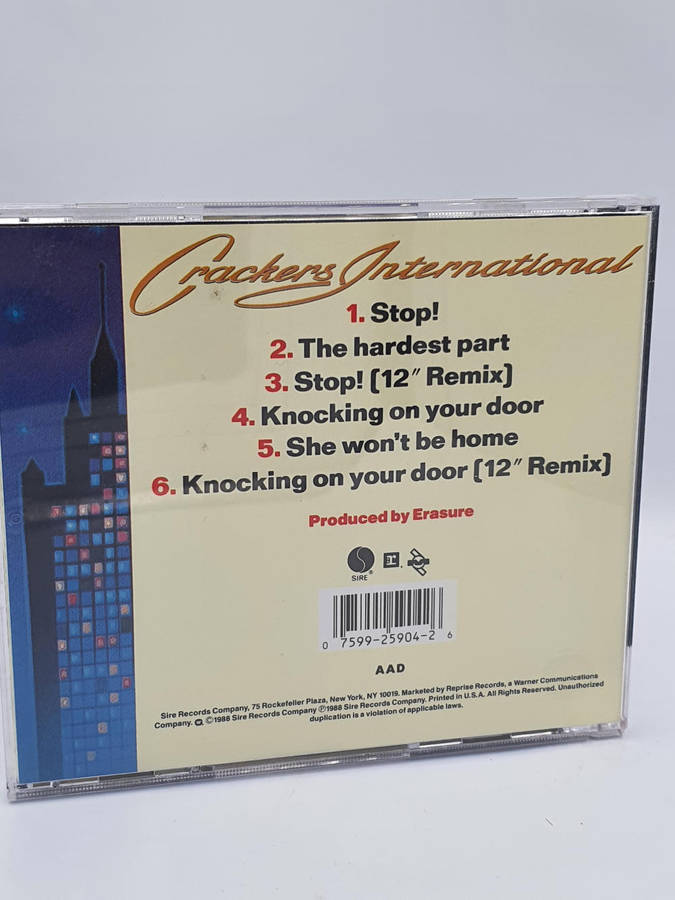 Crackers International
1. Stop!
2. The hardest part
3. Stop! (12″ Remix)
4. Knocking on your door
5. She won't be home
6. Knocking on your door (12″ Remix)
Produced by Erasure
SIRE®
0 7599-25904-2 6
AAD
Sire Records Company, 75 Rockefeller Plaza, New York, NY 10019. Marketed by Reprise Records, a Warner Communications
Company. ©1988 Sire Records Company ℗1988 Sire Records Company. Printed in U.S.A. All Rights Reserved. Unauthorized
duplication is a violation of applicable laws.